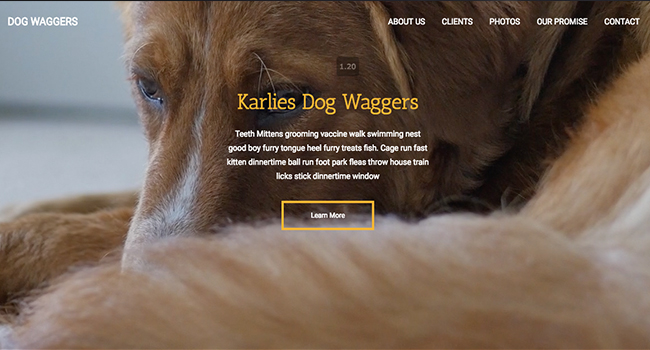 DOG WAGGERS
ABOUT US CLIENTS PHOTOS OUR PROMISE CONTACT
1.20
Karlies Dog Waggers
Teeth Mittens grooming vaccine walk swimming nest
good boy furry tongue heel furry treats fish. Cage run fast
kitten dinnertime ball run foot park fleas throw house train
licks stick dinnertime window
Learn More